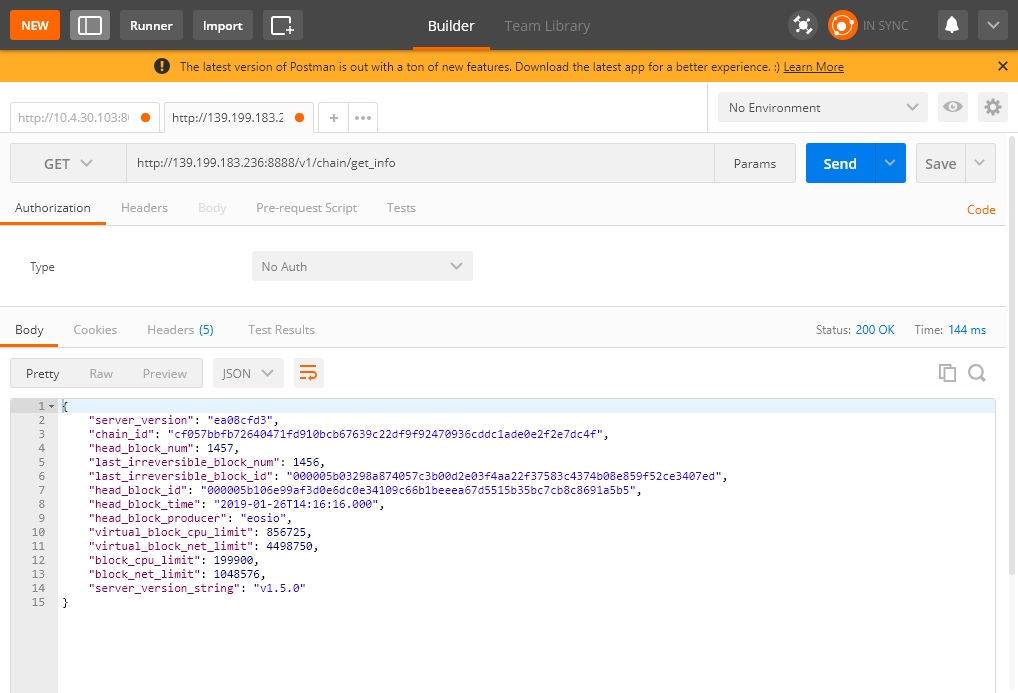 NEW Runner Import Builder Team Library IN SYNC
! The latest version of Postman is out with a ton of new features. Download the latest app for a better experience. :) Learn More
http://10.4.30.103:8 http://139.199.183.2 + ••• No Environment
GET http://139.199.183.236:8888/v1/chain/get_info Params Send Save
Authorization Headers Body Pre-request Script Tests Code
Type No Auth
Body Cookies Headers (5) Test Results Status: 200 OK Time: 144 ms
Pretty Raw Preview JSON
1 {
2 "server_version": "ea08cfd3",
3 "chain_id": "cf057bbfb72640471fd910bcb67639c22df9f92470936cddc1ade0e2f2e7dc4f",
4 "head_block_num": 1457,
5 "last_irreversible_block_num": 1456,
6 "last_irreversible_block_id": "000005b03298a874057c3b00d2e03f4aa22f37583c4374b08e859f52ce3407ed",
7 "head_block_id": "000005b106e99af3d0e6dc0e34109c66b1beeea67d5515b35bc7cb8c8691a5b5",
8 "head_block_time": "2019-01-26T14:16:16.000",
9 "head_block_producer": "eosio",
10 "virtual_block_cpu_limit": 856725,
11 "virtual_block_net_limit": 4498750,
12 "block_cpu_limit": 199900,
13 "block_net_limit": 1048576,
14 "server_version_string": "v1.5.0"
15 }